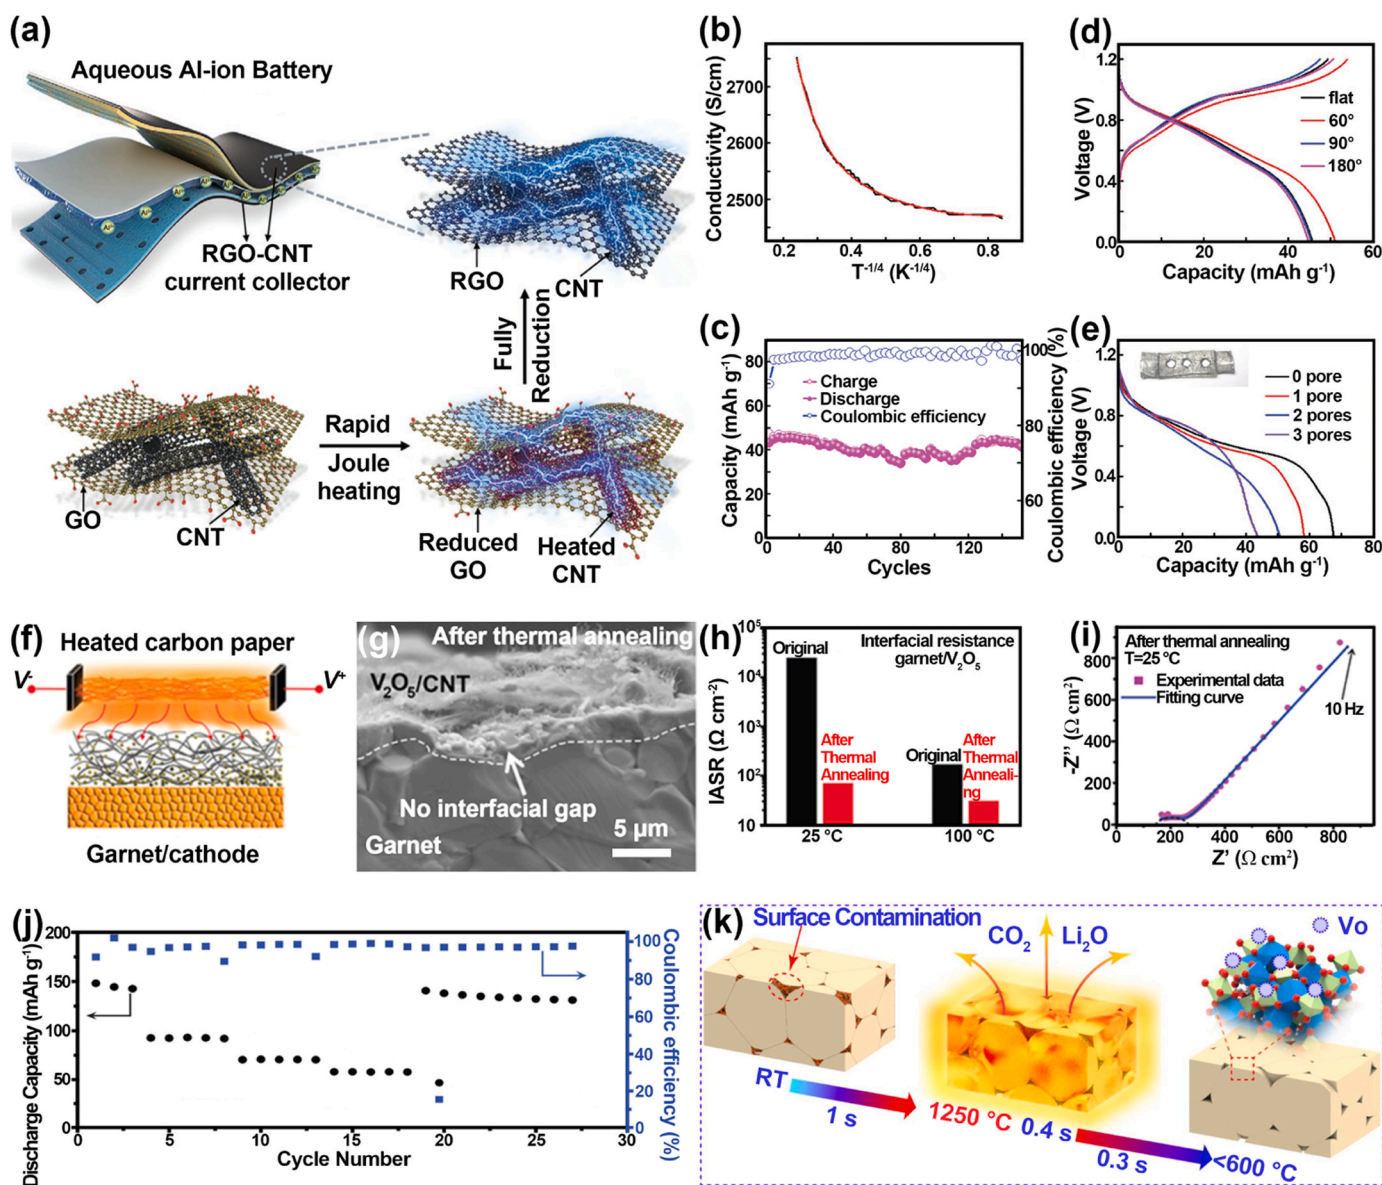 (a)
Aqueous Al-ion Battery
RGO-CNT
current collector
RGO
CNT
Fully
Reduction
GO
CNT
Rapid
Joule
heating
Reduced
GO
Heated
CNT
(b)
Conductivity (S/cm)
2700
2600
2500
0.2 0.4 0.6 0.8
T⁻¹/⁴ (K⁻¹/⁴)
(c)
Capacity (mAh g⁻¹)
80
60
40
20
0
0 40 80 120
Cycles
Charge
Discharge
Coulombic efficiency
100
80
60
Coulombic efficiency (%)
(d)
Voltage (V)
1.2
0.8
0.4
0.0
0 20 40 60
Capacity (mAh g⁻¹)
flat
60°
90°
180°
(e)
Voltage (V)
1.2
0.8
0.4
0.0
0 20 40 60 80
Capacity (mAh g⁻¹)
0 pore
1 pore
2 pores
3 pores
(f)
Heated carbon paper
V⁻
V⁺
Garnet/cathode
(g)
After thermal annealing
V₂O₅/CNT
No interfacial gap
Garnet
5 µm
(h)
IASR (Ω cm⁻²)
10⁵
10⁴
10³
10²
10
Original
Interfacial resistance
garnet/V₂O₅
After
Thermal
Annealing
Original
After
Thermal
Anneali-
ng
25 °C
100 °C
(i)
-Z'' (Ω cm²)
800
600
400
200
0
After thermal annealing
T=25 °C
Experimental data
Fitting curve
10 Hz
0 200 400 600 800
Z' (Ω cm²)
(j)
Discharge Capacity (mAh g⁻¹)
200
150
100
50
0
0 5 10 15 20 25 30
Cycle Number
100
80
60
40
20
0
Coulombic efficiency (%)
(k)
Surface Contamination
CO₂
Li₂O
Vo
RT
1 s
1250 °C
0.4 s
0.3 s
<600 °C